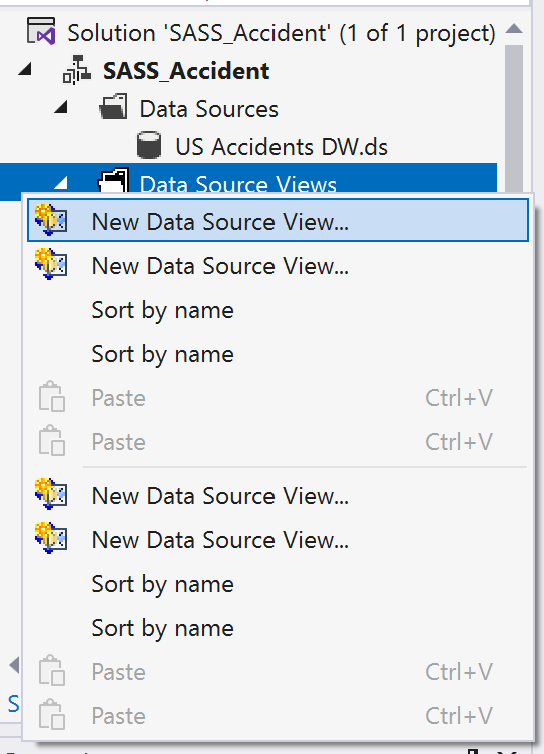 Solution 'SASS_Accident' (1 of 1 project)
SASS_Accident
Data Sources
US Accidents DW.ds
Data Source Views
New Data Source View...
New Data Source View...
Sort by name
Sort by name
Paste Ctrl+V
Paste Ctrl+V
New Data Source View...
New Data Source View...
Sort by name
Sort by name
Paste Ctrl+V
Paste Ctrl+V
S